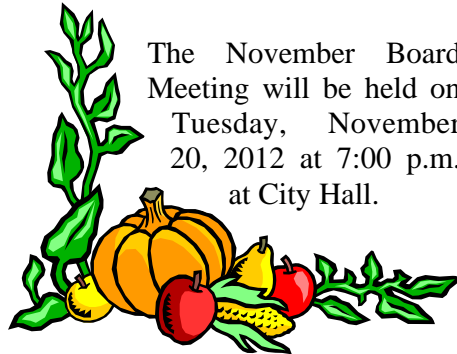 The November Board
Meeting will be held on
Tuesday, November
20, 2012 at 7:00 p.m.
at City Hall.